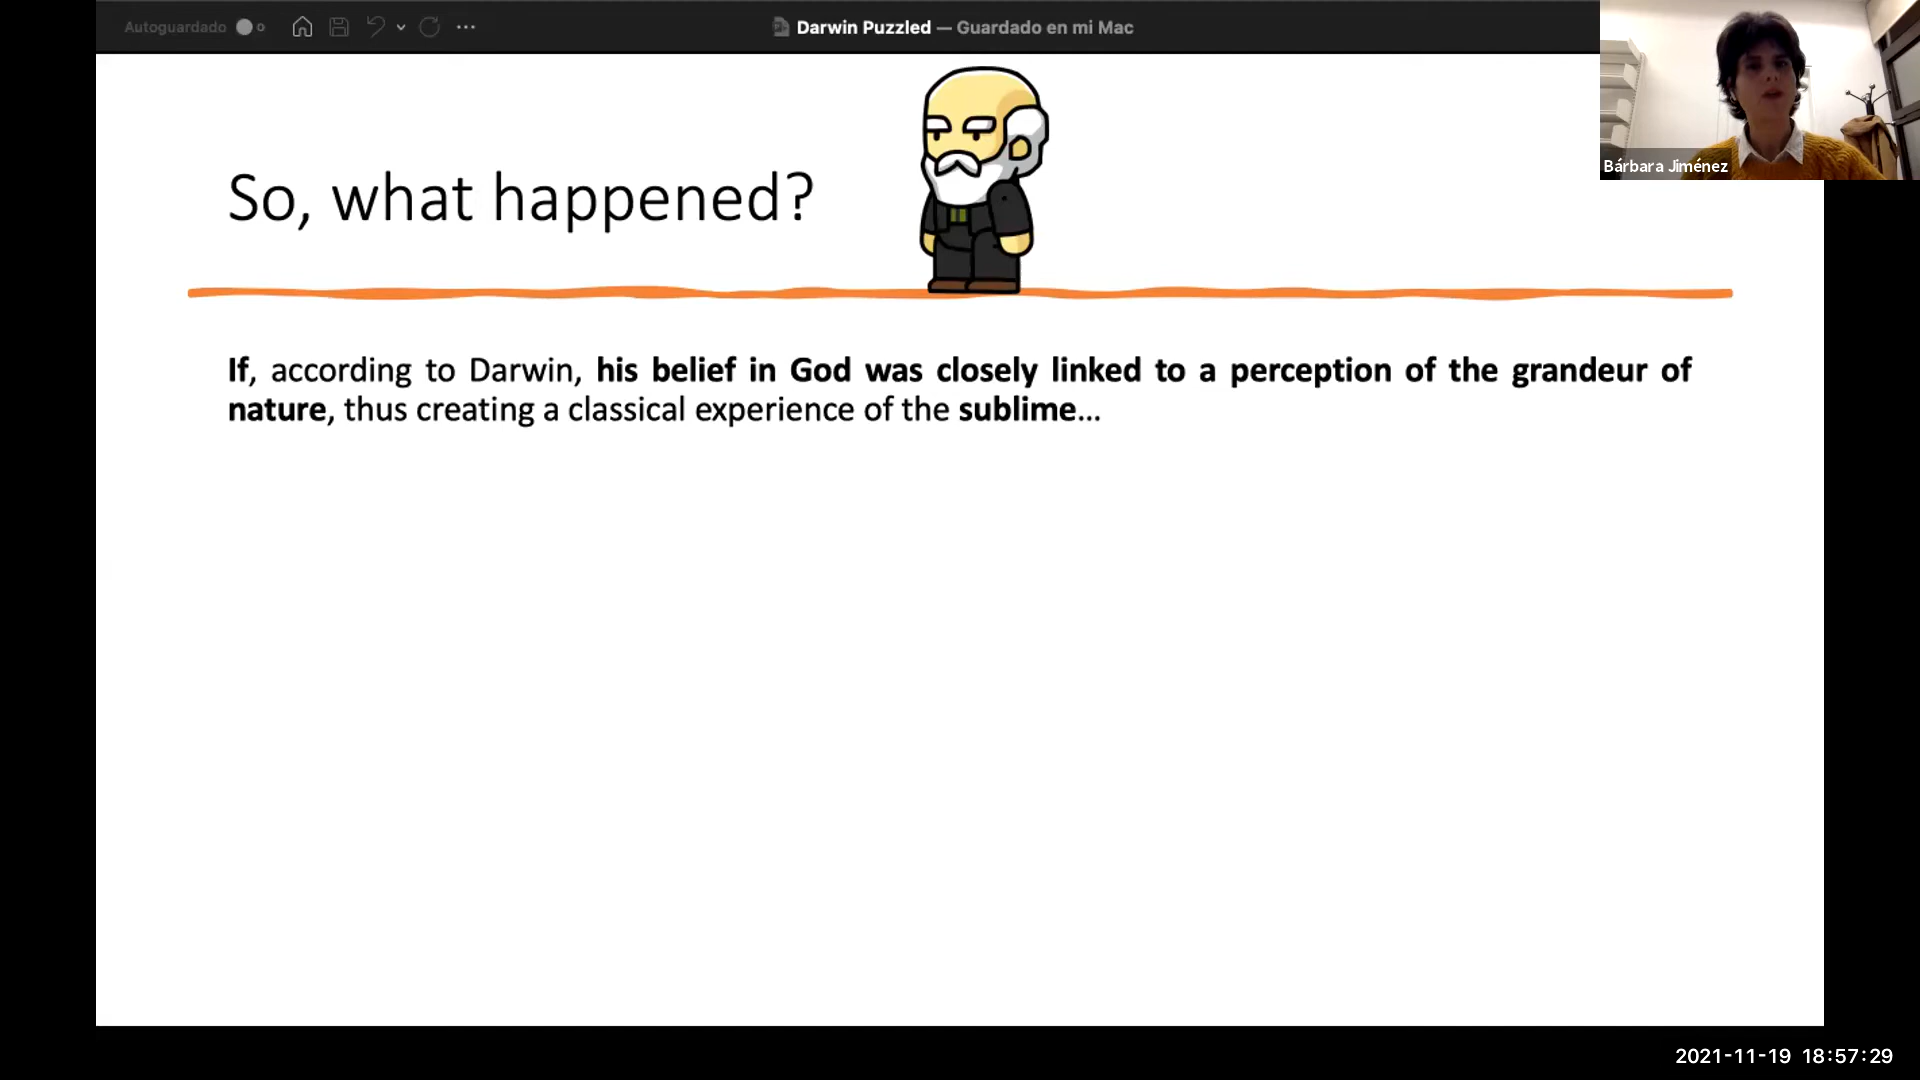 Autoguardado
Darwin Puzzled — Guardado en mi Mac
Bárbara Jiménez
So, what happened?
If, according to Darwin, his belief in God was closely linked to a perception of the grandeur of
nature, thus creating a classical experience of the sublime...
2021-11-19 18:57:29